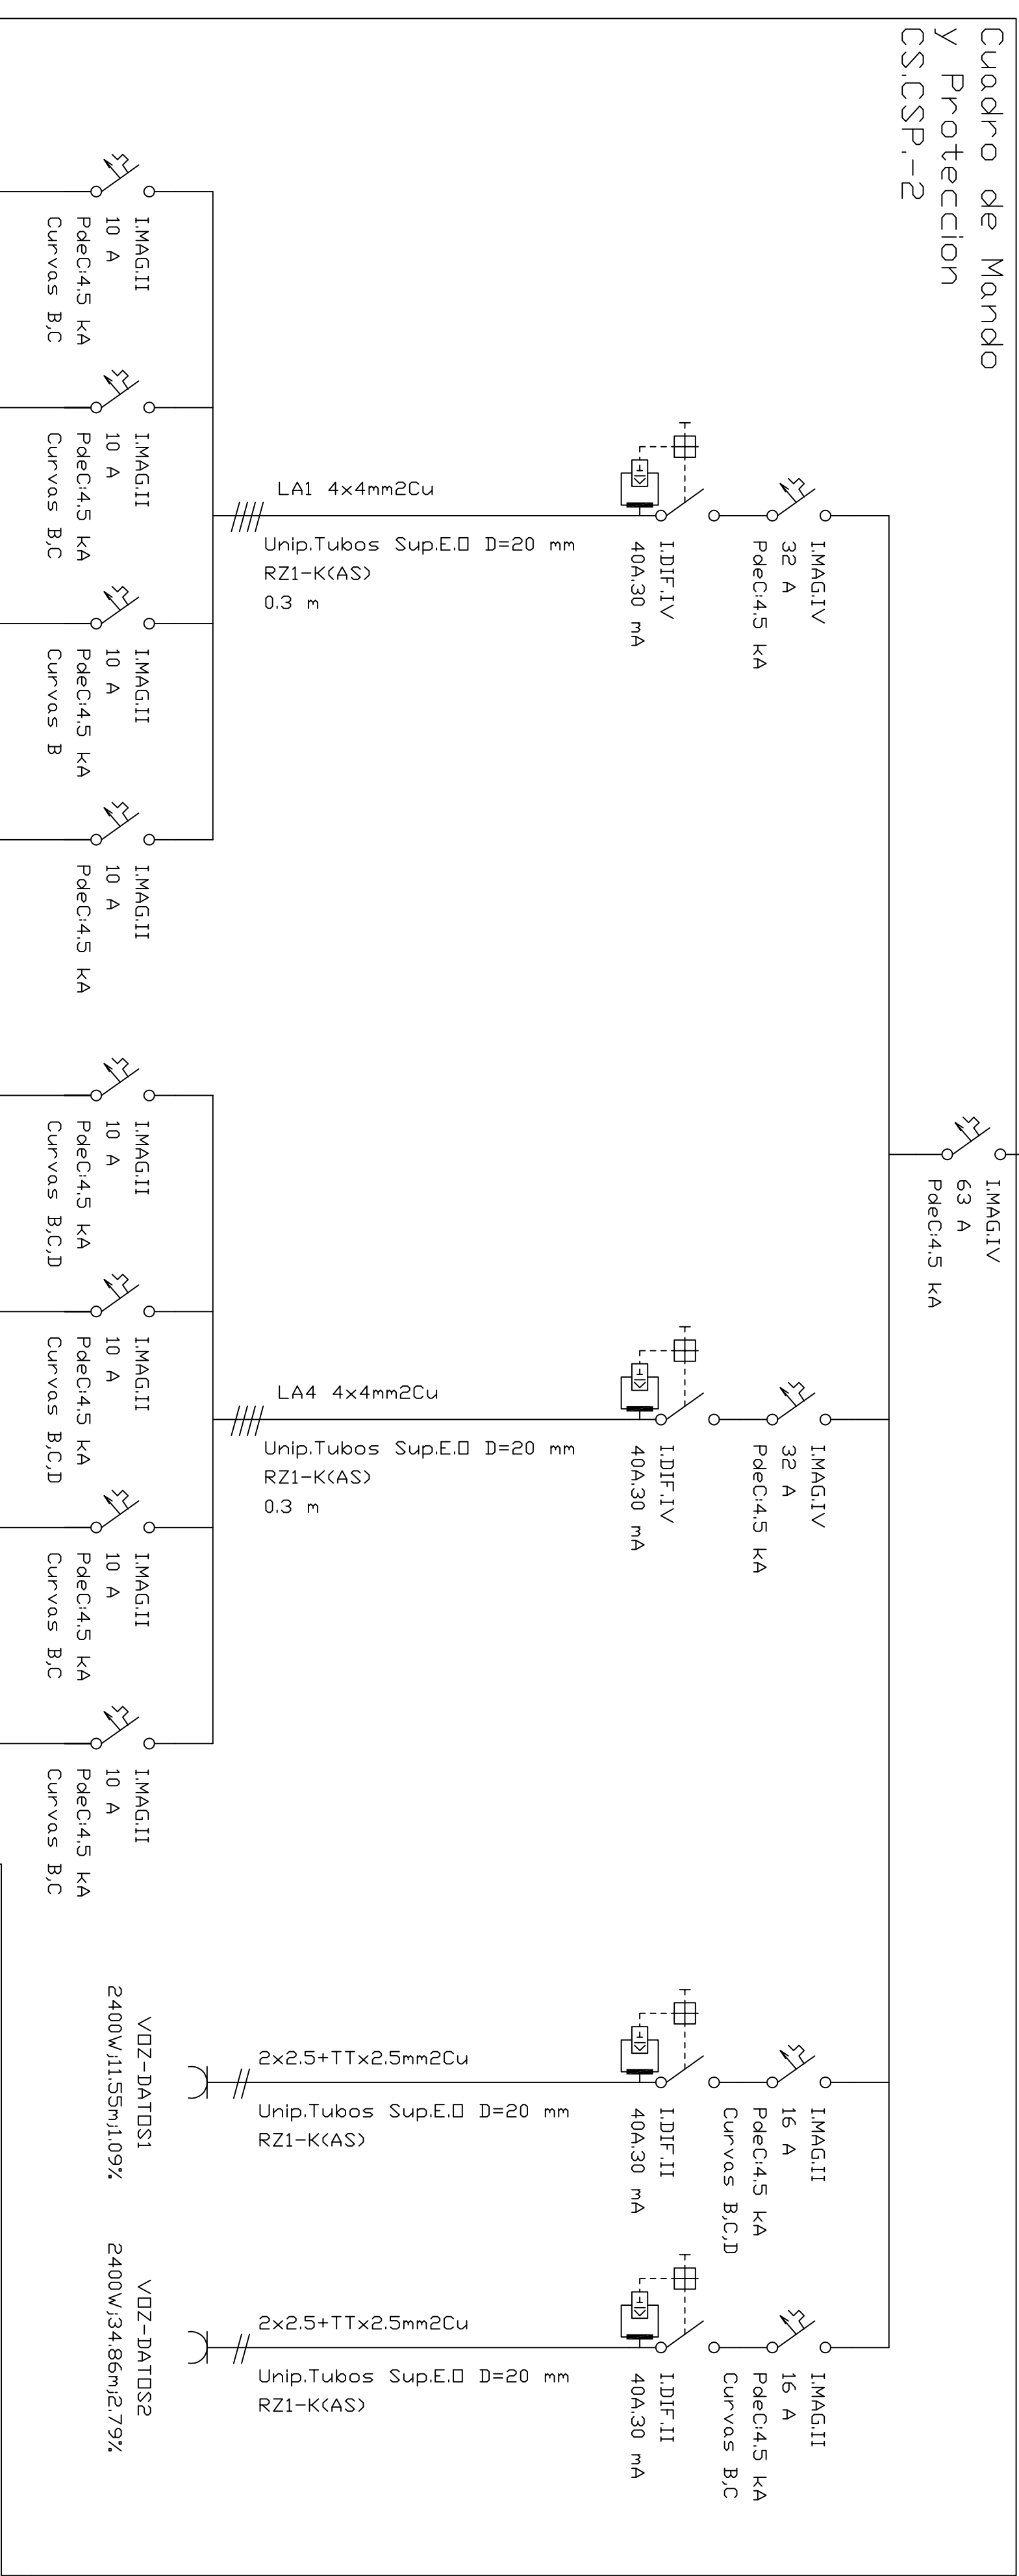 Cuadro de Mando
y Proteccion
CS.CSP.-2
I.MAG.IV
63 A
PdeC:4.5 kA
I.MAG.IV
32 A
PdeC:4.5 kA
I.DIF.IV
40A.30 mA
LA1 4x4mm2Cu
Unip.Tubos Sup.E.O D=20 mm
RZ1-K(AS)
0.3 m
I.MAG.II
10 A
PdeC:4.5 kA
Curvas B,C
I.MAG.II
10 A
PdeC:4.5 kA
Curvas B,C
I.MAG.II
10 A
PdeC:4.5 kA
Curvas B
I.MAG.II
10 A
PdeC:4.5 kA
I.MAG.IV
32 A
PdeC:4.5 kA
I.DIF.IV
40A.30 mA
LA4 4x4mm2Cu
Unip.Tubos Sup.E.O D=20 mm
RZ1-K(AS)
0.3 m
I.MAG.II
10 A
PdeC:4.5 kA
Curvas B,C,D
I.MAG.II
10 A
PdeC:4.5 kA
Curvas B,C,D
I.MAG.II
10 A
PdeC:4.5 kA
Curvas B,C
I.MAG.II
10 A
PdeC:4.5 kA
Curvas B,C
I.MAG.II
16 A
PdeC:4.5 kA
Curvas B,C,D
I.DIF.II
40A.30 mA
2x2.5+TTx2.5mm2Cu
Unip.Tubos Sup.E.O D=20 mm
RZ1-K(AS)
VOZ-DATOS1
2400W;11.55m;1.09%
I.MAG.II
16 A
PdeC:4.5 kA
Curvas B,C
I.DIF.II
40A.30 mA
2x2.5+TTx2.5mm2Cu
Unip.Tubos Sup.E.O D=20 mm
RZ1-K(AS)
VOZ-DATOS2
2400W;34.86m;2.79%